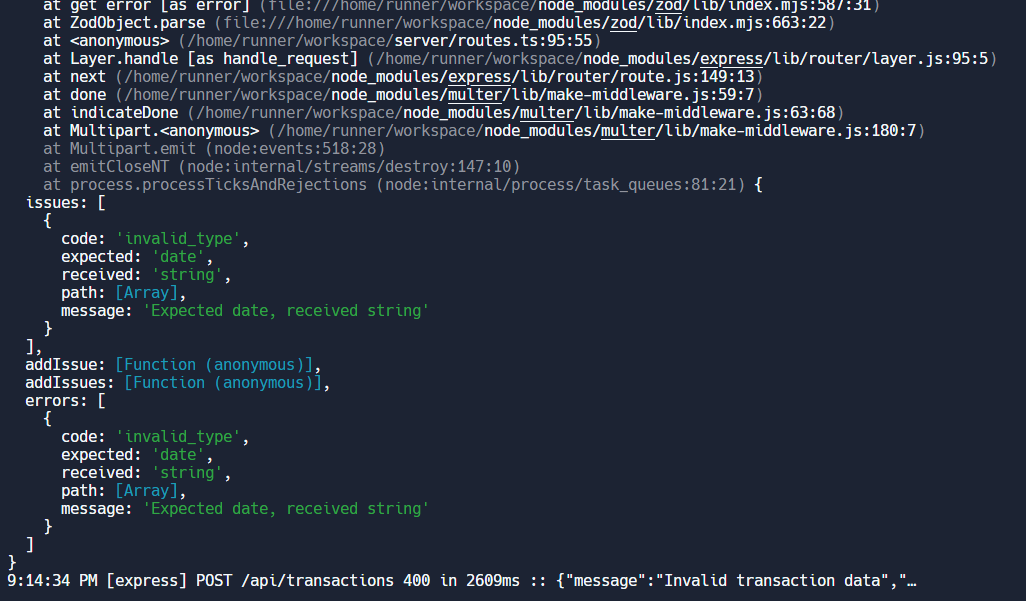 at get error [as error] (file:///home/runner/workspace/node_modules/zod/lib/index.mjs:587:31)
at ZodObject.parse (file:///home/runner/workspace/node_modules/zod/lib/index.mjs:663:22)
at <anonymous> (/home/runner/workspace/server/routes.ts:95:55)
at Layer.handle [as handle_request] (/home/runner/workspace/node_modules/express/lib/router/layer.js:95:5)
at next (/home/runner/workspace/node_modules/express/lib/router/route.js:149:13)
at done (/home/runner/workspace/node_modules/multer/lib/make-middleware.js:59:7)
at indicateDone (/home/runner/workspace/node_modules/multer/lib/make-middleware.js:63:68)
at Multipart.<anonymous> (/home/runner/workspace/node_modules/multer/lib/make-middleware.js:180:7)
at Multipart.emit (node:events:518:28)
at emitCloseNT (node:internal/streams/destroy:147:10)
at process.processTicksAndRejections (node:internal/process/task_queues:81:21) {
issues: [
{
code: 'invalid_type',
expected: 'date',
received: 'string',
path: [Array],
message: 'Expected date, received string'
}
],
addIssue: [Function (anonymous)],
addIssues: [Function (anonymous)],
errors: [
{
code: 'invalid_type',
expected: 'date',
received: 'string',
path: [Array],
message: 'Expected date, received string'
}
]
}
9:14:34 PM [express] POST /api/transactions 400 in 2609ms :: {"message":"Invalid transaction data","…